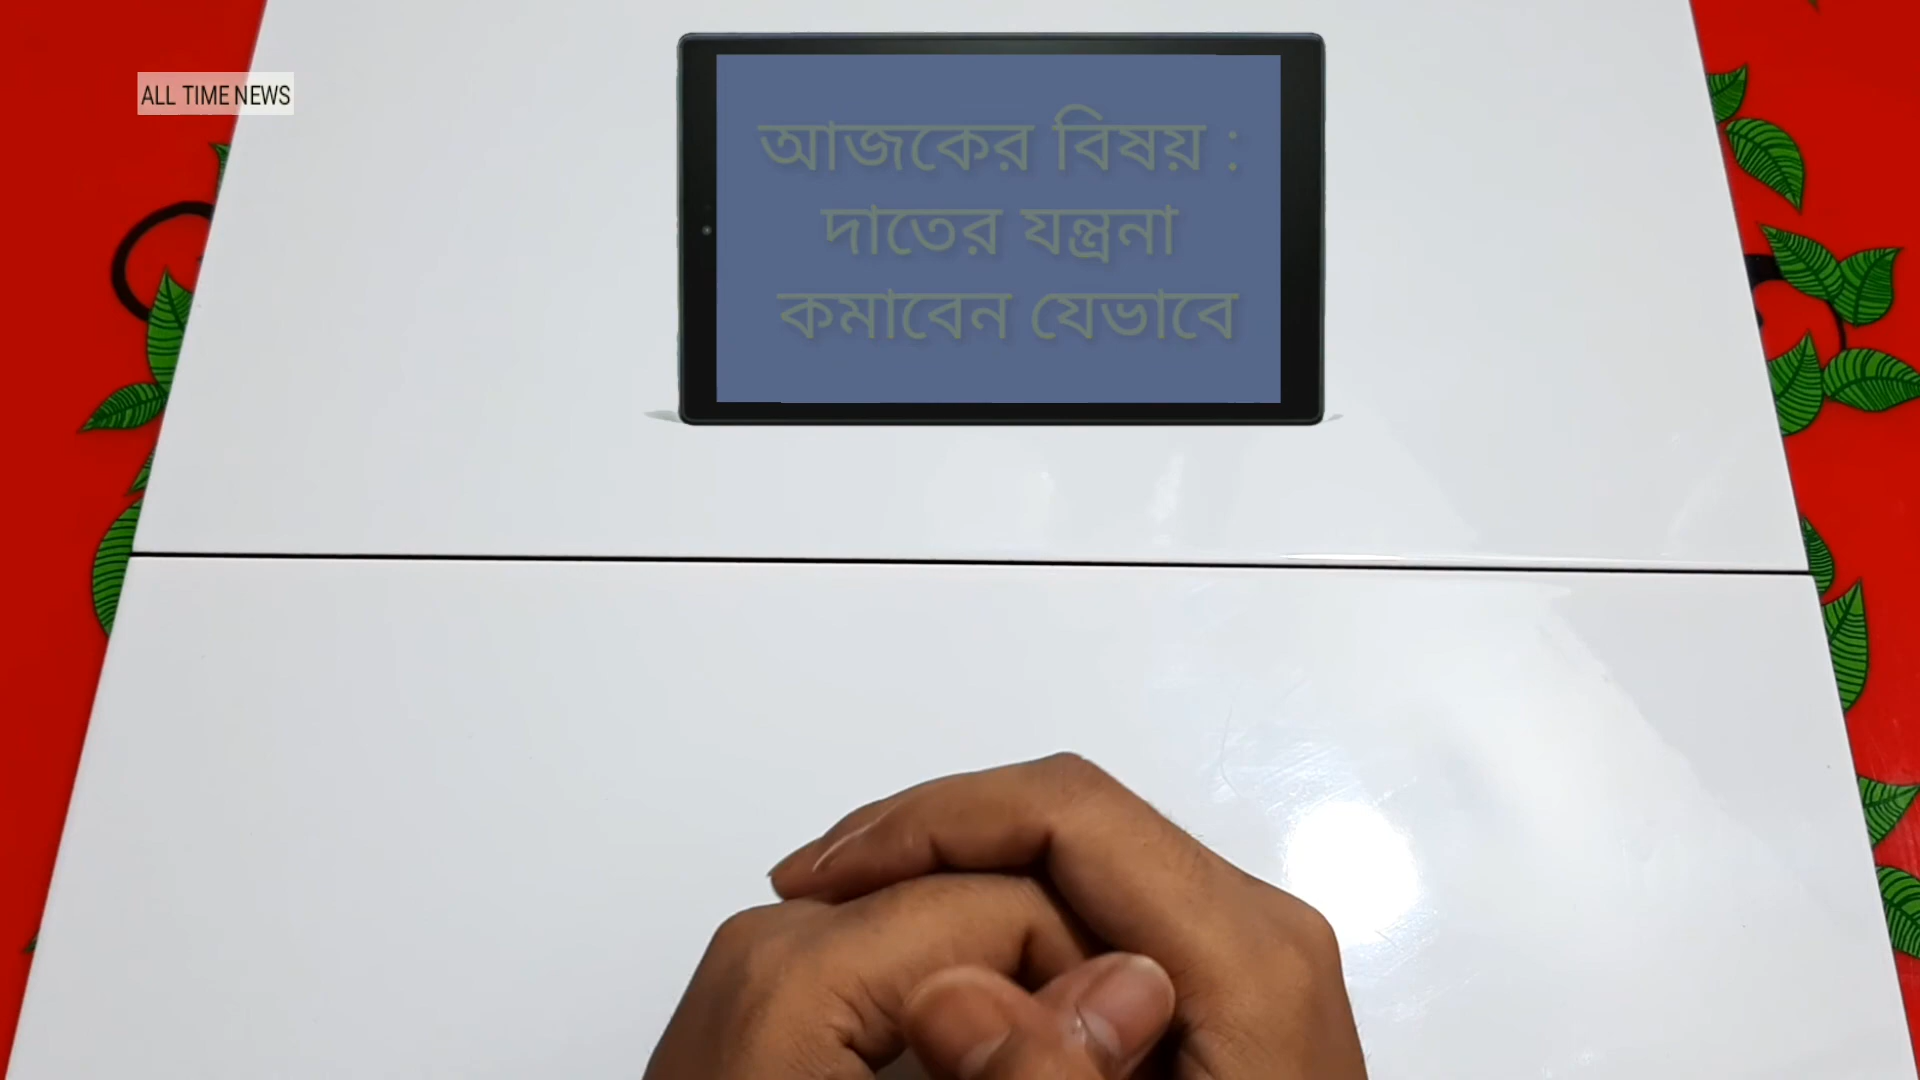 ALL TIME NEWS
আজকের বিষয় :
দাতের যন্ত্রনা
কমাবেন যেভাবে